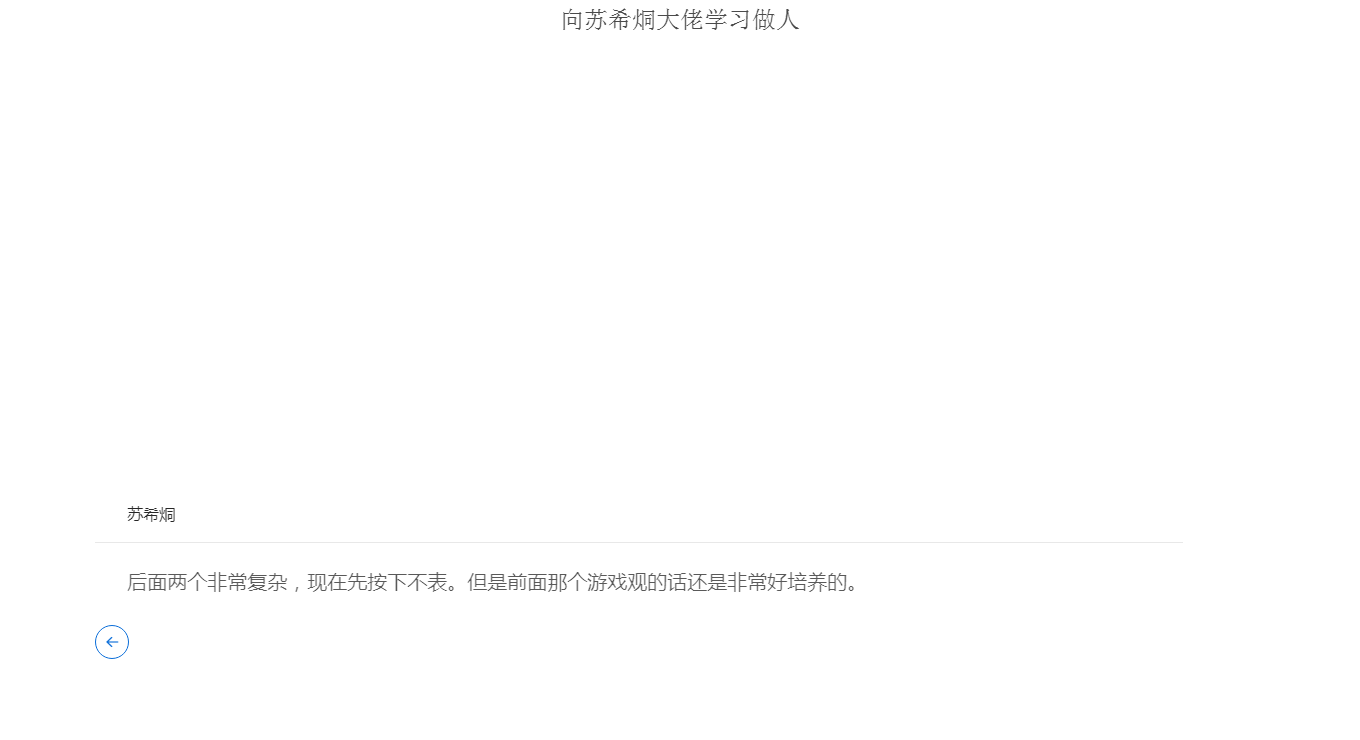 向苏希烔大佬学习做人
苏希烔
后面两个非常复杂，现在先按下不表。但是前面那个游戏观的话还是非常好培养的。